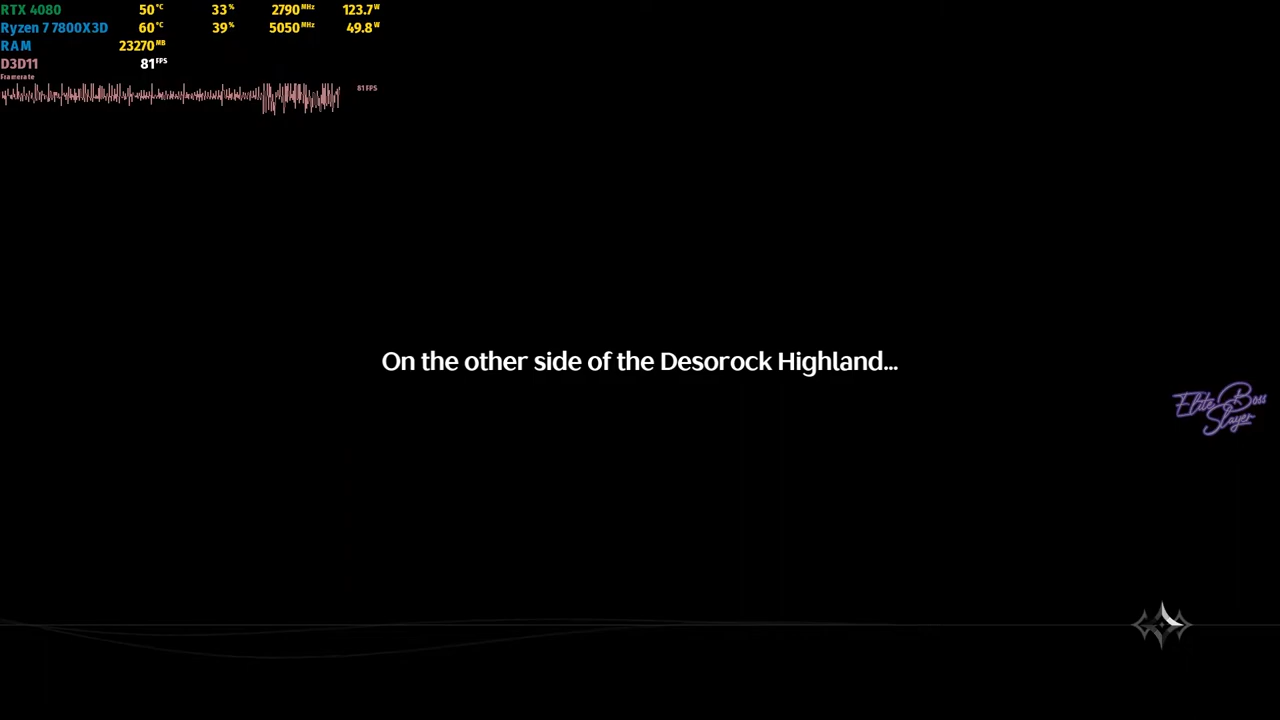 RTX 4080 50°C 33% 2790MHz 123.7W
Ryzen 7 7800X3D 60°C 39% 5050MHz 49.8W
RAM 23270MB
D3D11 81FPS
Framerate
81 FPS
On the other side of the Desorock Highland...
Elite Boss
Slayer